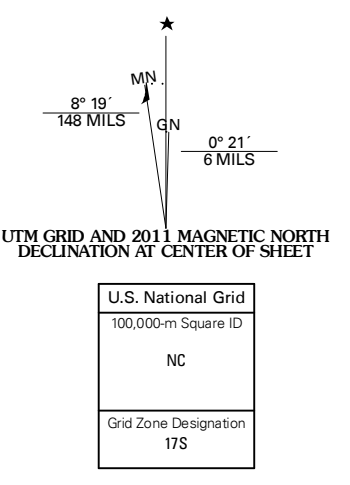 ★
MN
8° 19´
148 MILS
GN
0° 21´
6 MILS
UTM GRID AND 2011 MAGNETIC NORTH
DECLINATION AT CENTER OF SHEET
U.S. National Grid
100,000-m Square ID
NC
Grid Zone Designation
17S